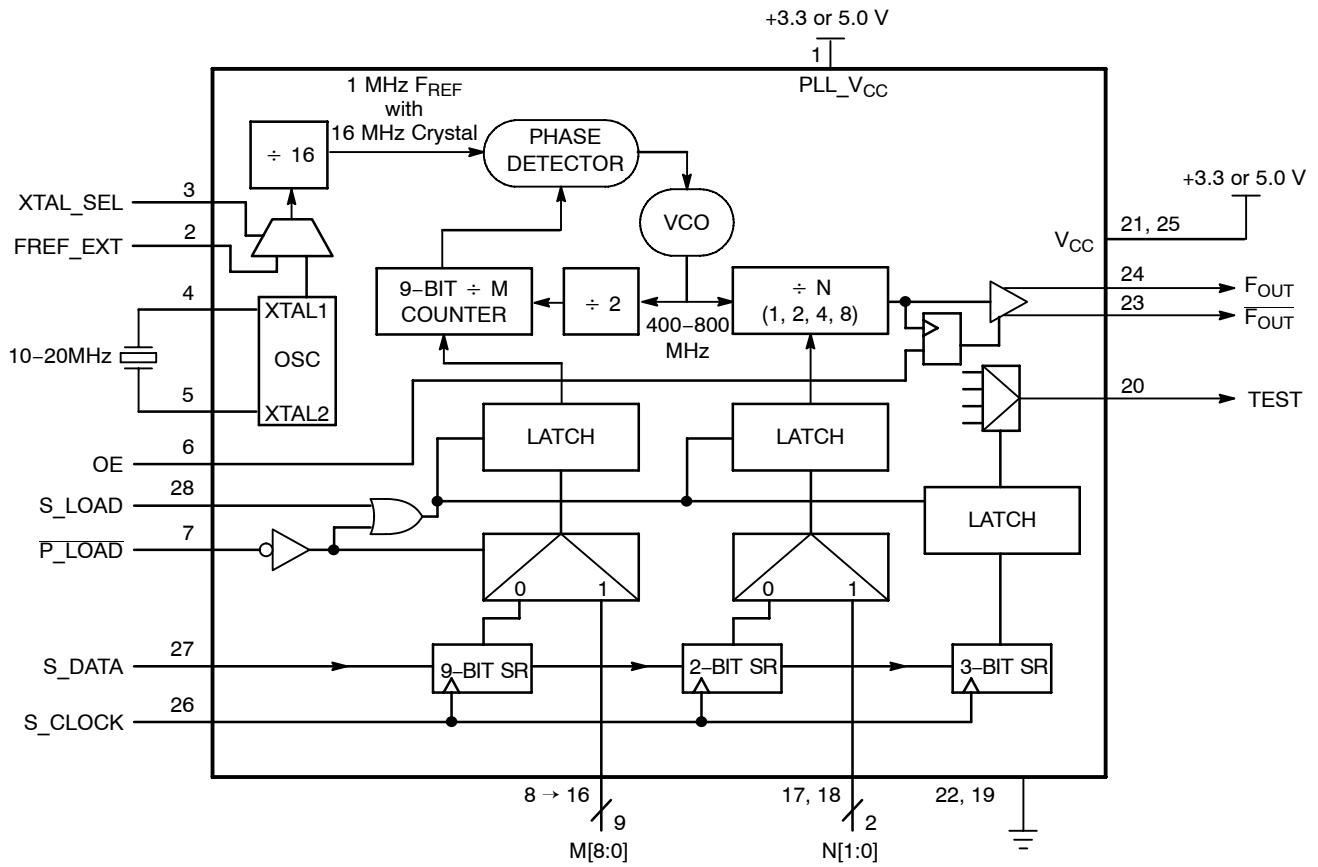 +3.3 or 5.0 V
1
PLL_VCC
1 MHz FREF
with
16 MHz Crystal
÷ 16
PHASE
DETECTOR
+3.3 or 5.0 V
XTAL_SEL
3
FREF_EXT
2
VCO
21, 25
VCC
4
XTAL1
OSC
XTAL2
10–20MHz
5
9–BIT ÷ M
COUNTER
÷ 2
400–800
MHz
÷ N
(1, 2, 4, 8)
24
FOUT
23
FOUT
20
TEST
OE
6
LATCH
LATCH
S_LOAD
28
LATCH
P_LOAD
7
0
1
0
1
S_DATA
27
9–BIT SR
2–BIT SR
3–BIT SR
S_CLOCK
26
8 → 16
9
M[8:0]
17, 18
2
N[1:0]
22, 19